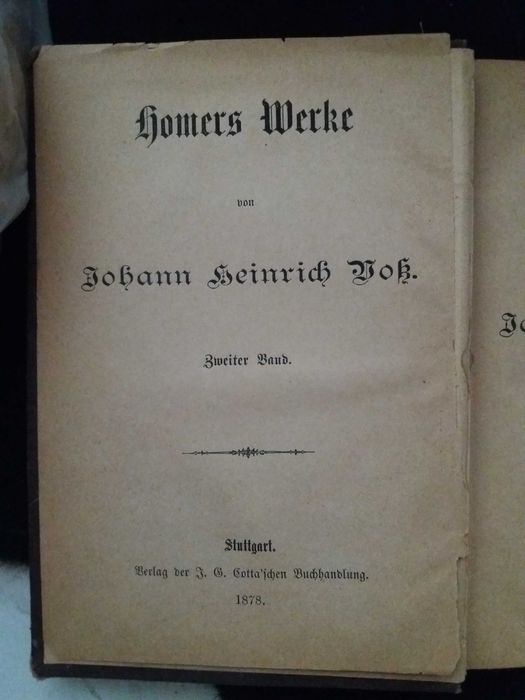 Homers Werke
von
Johann Heinrich Voß.
Zweiter Band.
Stuttgart.
Verlag der J. G. Cotta'schen Buchhandlung.
1878.